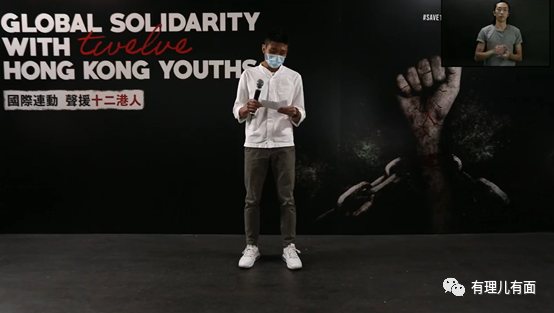 GLOBAL SOLIDARITY
WITH twelve
HONG KONG YOUTHS
國際連動 聲援十二港人
#SAVE1
有理儿有面